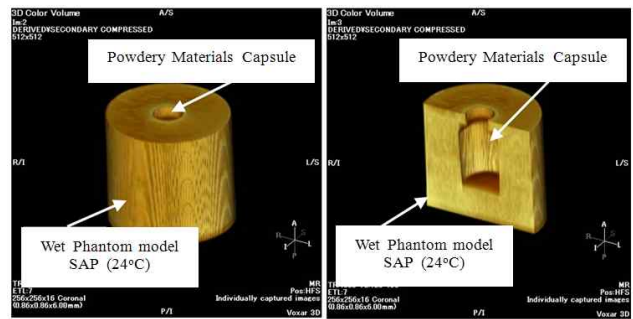 3D Color Volume
A/S
Im:2
DERIVED¥SECONDARY COMPRESSED
512x512
Powdery Materials Capsule
R/I
L/S
Wet Phantom model
SAP (24°C)
A
R
S
L
I
P
TR
ETL:7
256x256x16 Coronal
(0.86x0.86x6.00mm)
P/I
MR
Pos:HFS
Individually captured images
Voxar 3D
3D Color Volume
A/S
Im:3
DERIVED¥SECONDARY COMPRESSED
512x512
Powdery Materials Capsule
R/I
L/S
Wet Phantom model
SAP (24°C)
A
R
S
L
I
P
TR
ETL:7
256x256x16 Coronal
(0.86x0.86x6.00mm)
P/I
MR
Pos:HFS
Individually captured images
Voxar 3D